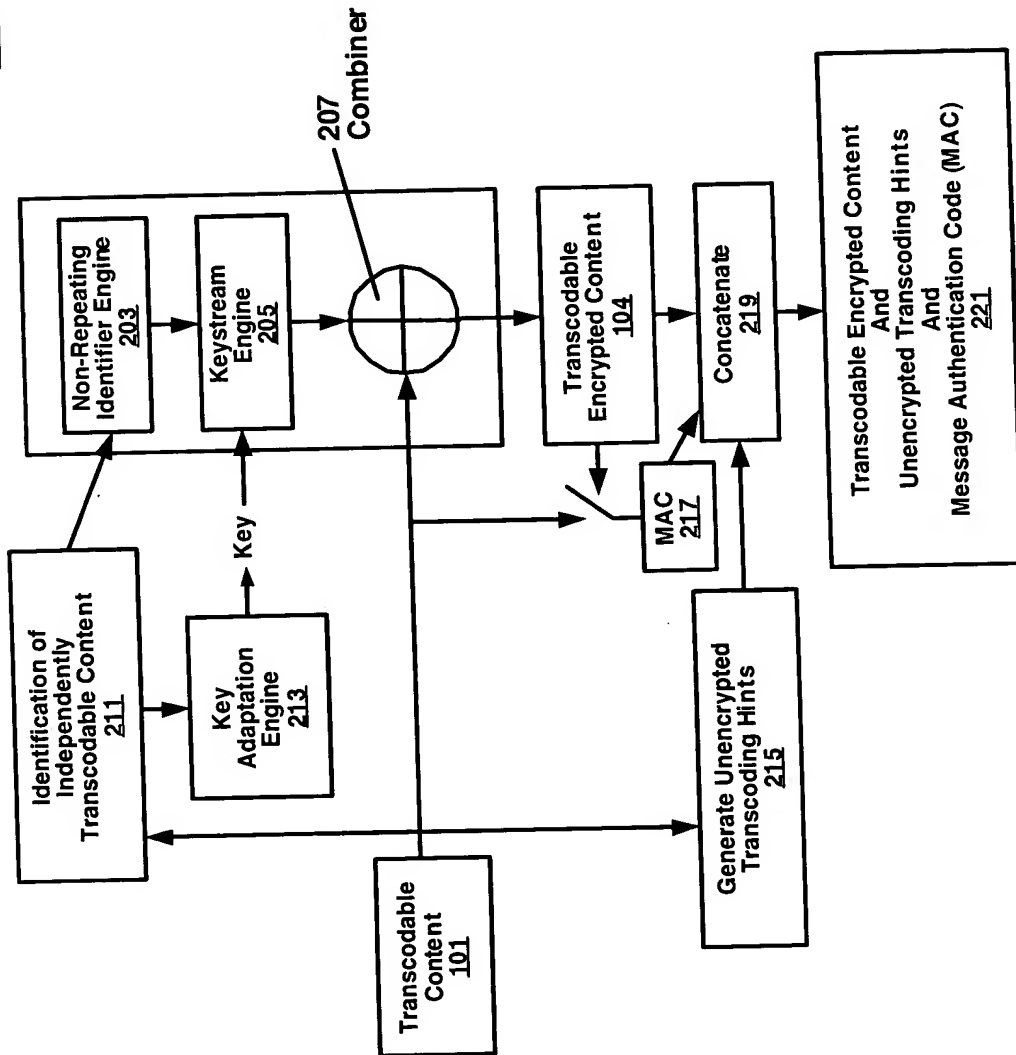 Transcodable
Content
101
Identification of
Independently
Transcodable Content
211
Key
Adaptation
Engine
213
Key
Generate Unencrypted
Transcoding Hints
215
Non-Repeating
Identifier Engine
203
Keystream
Engine
205
207
Combiner
Transcodable
Encrypted Content
104
MAC
217
Concatenate
219
Transcodable Encrypted Content
And
Unencrypted Transcoding Hints
And
Message Authentication Code (MAC)
221